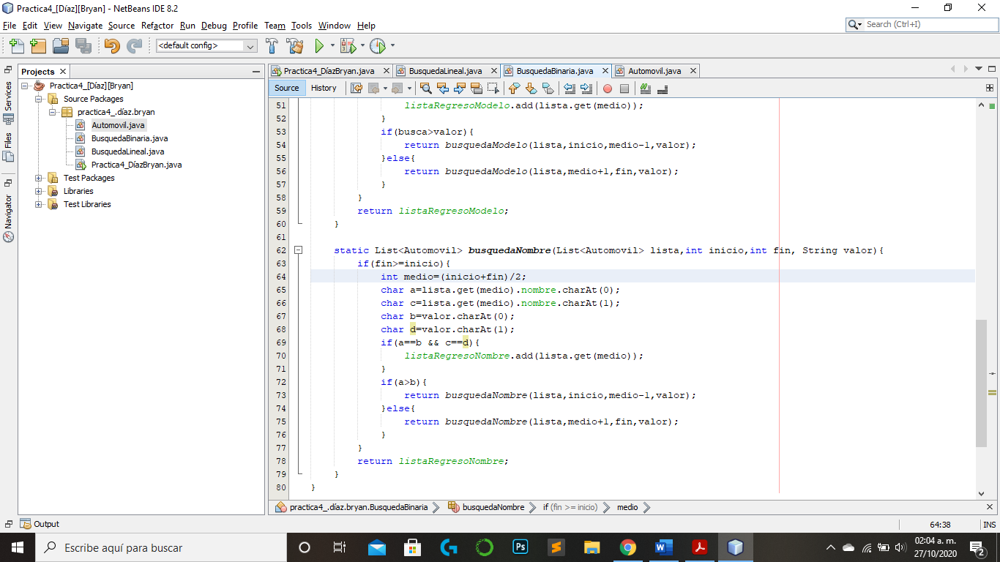 Practica4_[Díaz][Bryan] - NetBeans IDE 8.2
File Edit View Navigate Source Refactor Run Debug Profile Team Tools Window Help
Search (Ctrl+I)
<default config>
Projects
Services
Files
Navigator
Practica4_[Díaz][Bryan]
Source Packages
practica4_.díaz.bryan
Automovil.java
BusquedaBinaria.java
BusquedaLineal.java
Practica4_DíazBryan.java
Test Packages
Libraries
Test Libraries
Practica4_DíazBryan.java BusquedaLineal.java BusquedaBinaria.java Automovil.java
Source History
51 listaRegresoModelo.add(lista.get(medio));
52 }
53 if(busca>valor){
54 return busquedaModelo(lista,inicio,medio-1,valor);
55 }else{
56 return busquedaModelo(lista,medio+1,fin,valor);
57 }
58 }
59 return listaRegresoModelo;
60 }
61
62 static List<Automovil> busquedaNombre(List<Automovil> lista,int inicio,int fin, String valor){
63 if(fin>=inicio){
64 int medio=(inicio+fin)/2;
65 char a=lista.get(medio).nombre.charAt(0);
66 char c=lista.get(medio).nombre.charAt(1);
67 char b=valor.charAt(0);
68 char d=valor.charAt(1);
69 if(a==b && c==d){
70 listaRegresoNombre.add(lista.get(medio));
71 }
72 if(a>b){
73 return busquedaNombre(lista,inicio,medio-1,valor);
74 }else{
75 return busquedaNombre(lista,medio+1,fin,valor);
76 }
77 }
78 return listaRegresoNombre;
79 }
80 }
practica4_.díaz.bryan.BusquedaBinaria busquedaNombre if (fin >= inicio) medio
Output
64:38 INS
Escribe aquí para buscar
Ps
02:04 a. m.
27/10/2020
2